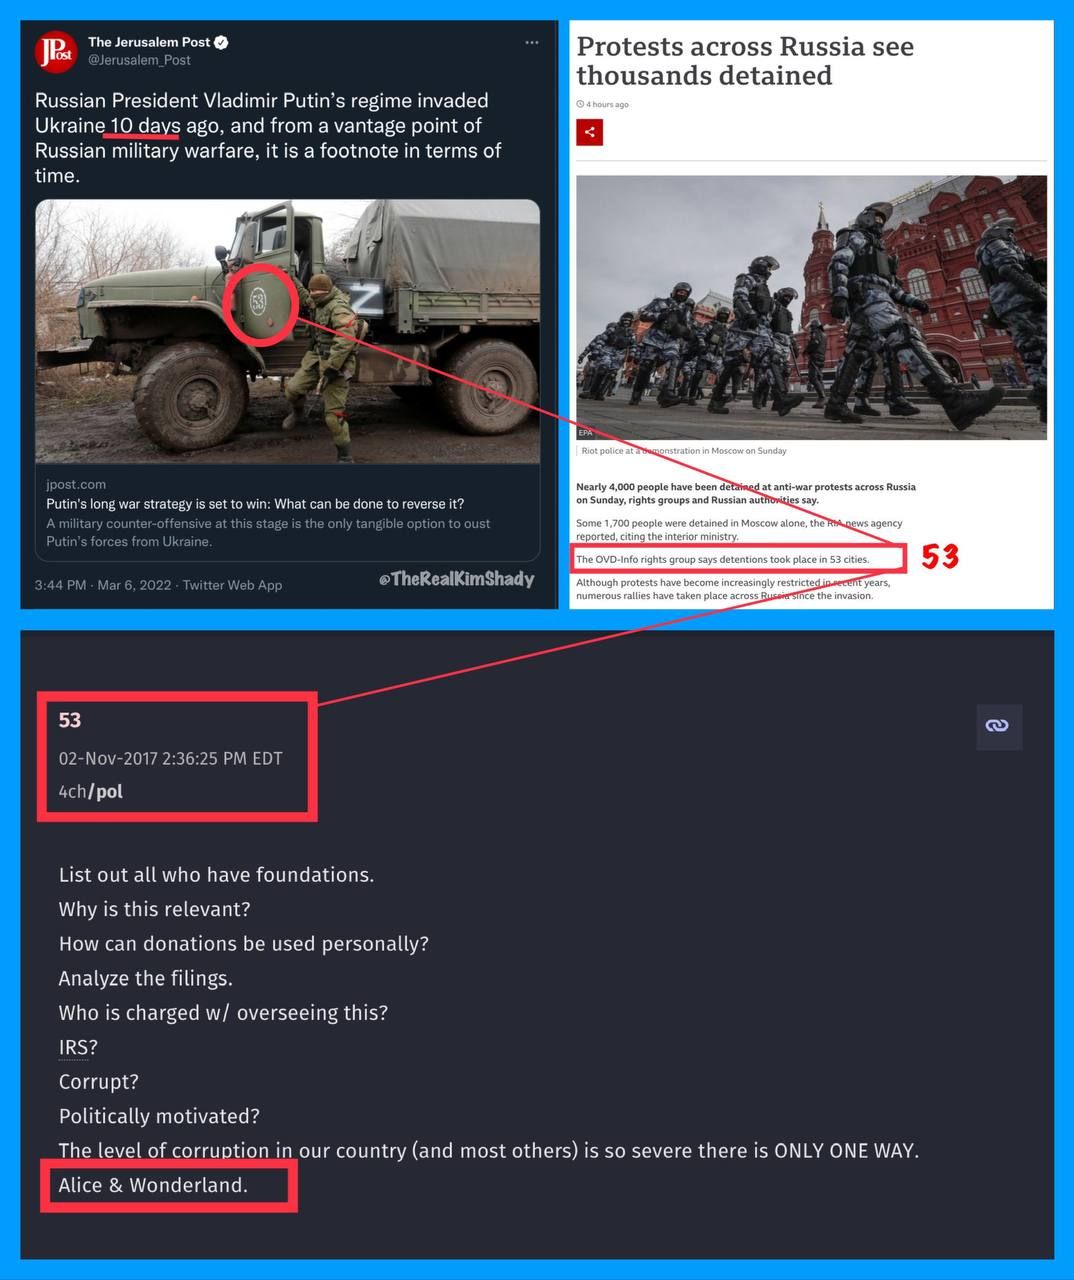 The Jerusalem Post
@Jerusalem_Post
Russian President Vladimir Putin's regime invaded
Ukraine 10 days ago, and from a vantage point of
Russian military warfare, it is a footnote in terms of
time.
53
Z
jpost.com
Putin's long war strategy is set to win: What can be done to reverse it?
A military counter-offensive at this stage is the only tangible option to oust
Putin's forces from Ukraine.
3:44 PM · Mar 6, 2022 · Twitter Web App
@TheRealKimShady
Protests across Russia see
thousands detained
4 hours ago
EPA
Riot police at a demonstration in Moscow on Sunday
Nearly 4,000 people have been detained at anti-war protests across Russia
on Sunday, rights groups and Russian authorities say.
Some 1,700 people were detained in Moscow alone, the RIA news agency
reported, citing the interior ministry.
The OVD-Info rights group says detentions took place in 53 cities.
53
Although protests have become increasingly restricted in recent years,
numerous rallies have taken place across Russia since the invasion.
53
02-Nov-2017 2:36:25 PM EDT
4ch/pol
List out all who have foundations.
Why is this relevant?
How can donations be used personally?
Analyze the filings.
Who is charged w/ overseeing this?
IRS?
Corrupt?
Politically motivated?
The level of corruption in our country (and most others) is so severe there is ONLY ONE WAY.
Alice & Wonderland.